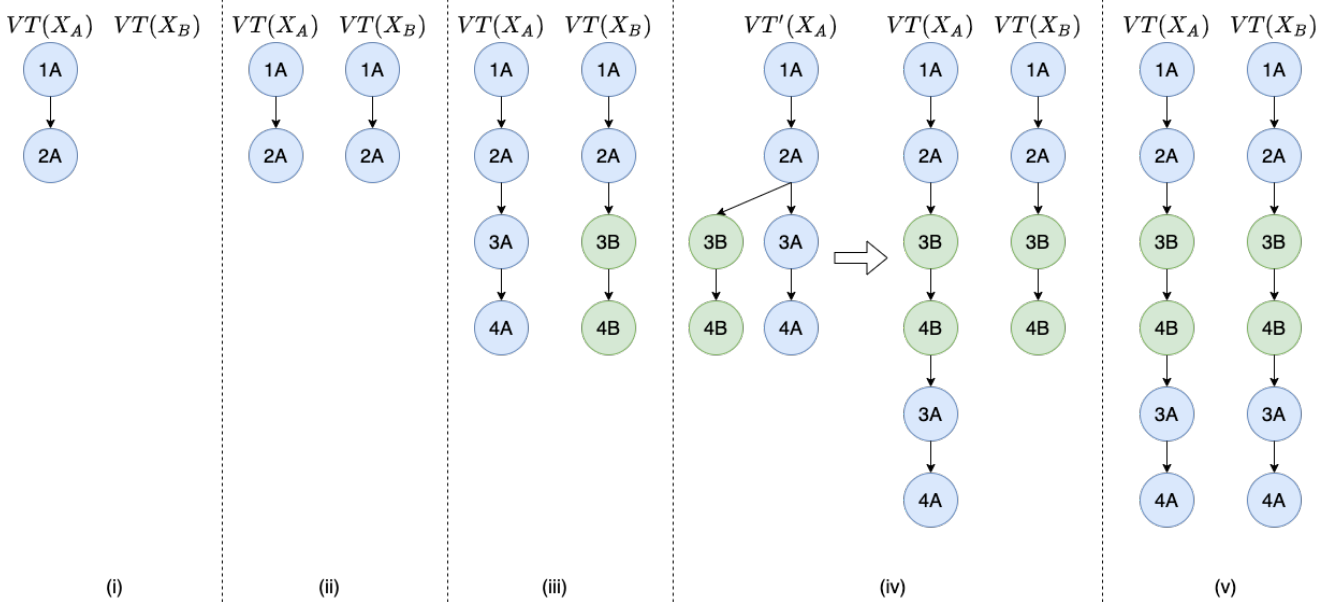 VT(X_A) VT(X_B) VT(X_A) VT(X_B) VT(X_A) VT(X_B) VT'(X_A) VT(X_A) VT(X_B) VT(X_A) VT(X_B)
1A 1A 1A 1A 1A 1A 1A 1A 1A 1A
2A 2A 2A 2A 2A 2A 2A 2A 2A 2A
3A 3B 3B 3A 3B 3B 3B 3B
4A 4B 4B 4A 4B 4B 4B 4B
3A 3A 3A
4A 4A 4A
(i) (ii) (iii) (iv) (v)